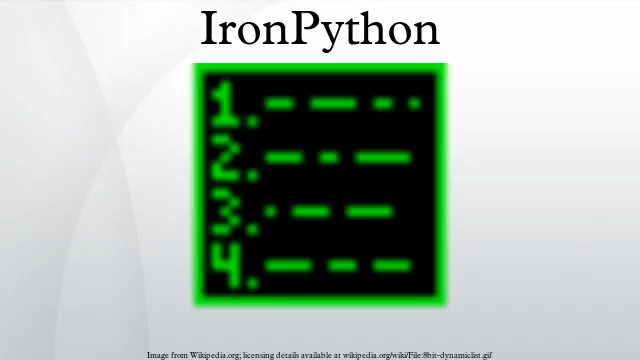 IronPython
1.
2.
3.
4.
Image from Wikipedia.org; licensing details available at wikipedia.org/wiki/File:8bit-dynamiclist.gif